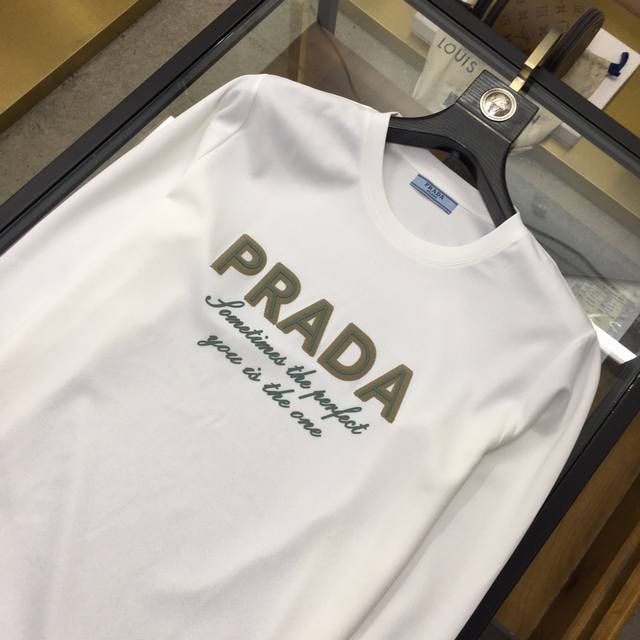 LOUIS
PRADA
PRADA
Sometimes the perfect
you is the one